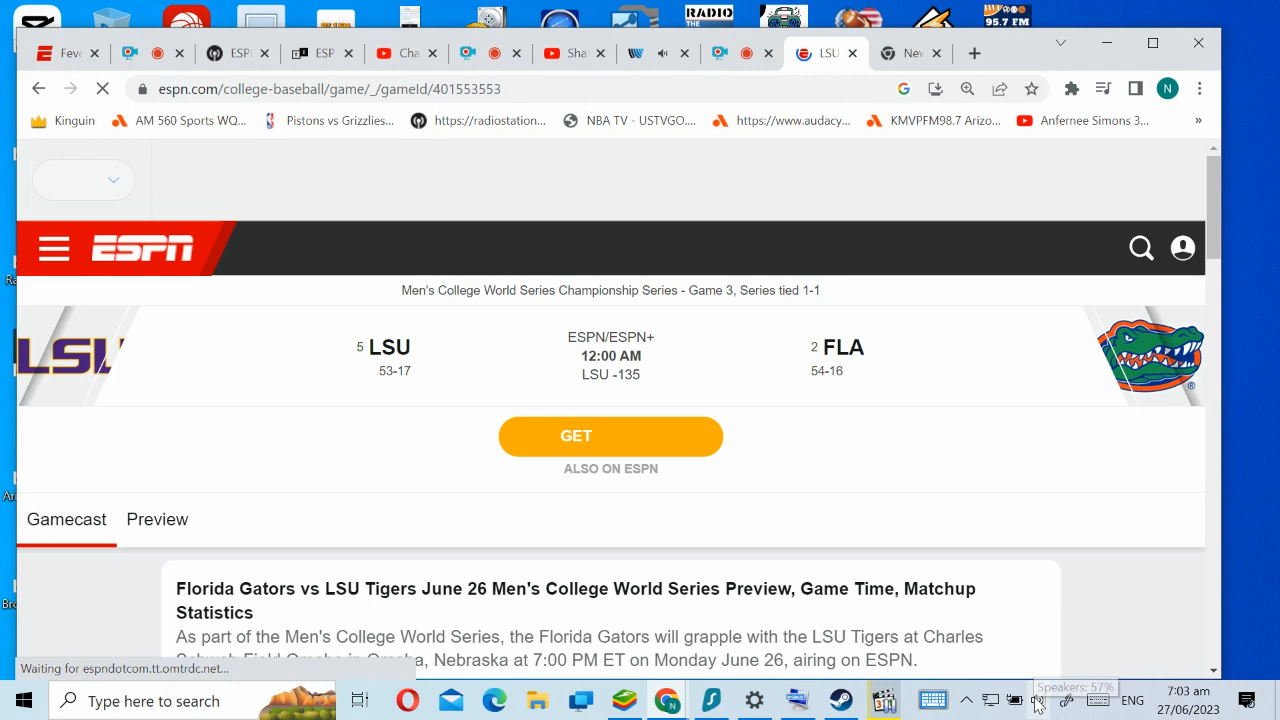 RADIO
THE
95.7 FM
Feve
ESPI
ESP
Cha
Sha
LSU
Nev
espn.com/college-baseball/game/_/gameId/401553553
N
Kinguin
AM 560 Sports WQ...
Pistons vs Grizzlies...
https://radiostation...
NBA TV - USTVGO....
https://www.audacy...
KMVPFM98.7 Arizo...
Anfernee Simons 3...
»
ESPN
Men's College World Series Championship Series - Game 3, Series tied 1-1
LSU
5 LSU
53-17
ESPN/ESPN+
12:00 AM
LSU -135
2 FLA
54-16
GET
ALSO ON ESPN
Gamecast Preview
Florida Gators vs LSU Tigers June 26 Men's College World Series Preview, Game Time, Matchup
Statistics
As part of the Men's College World Series, the Florida Gators will grapple with the LSU Tigers at Charles
Nebraska at 7:00 PM ET on Monday June 26, airing on ESPN.
Waiting for espndotcom.tt.omtrdc.net...
Speakers: 57%
Type here to search
ENG
7:03 am
27/06/2023